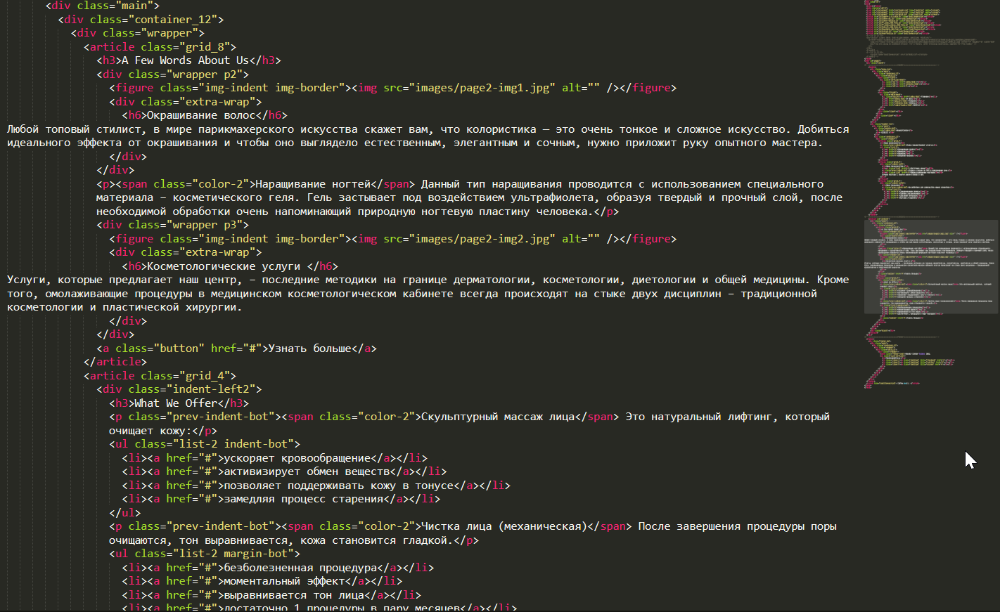 <div class="main">
<div class="container_12">
<div class="wrapper">
<article class="grid_8">
<h3>A Few Words About Us</h3>
<div class="wrapper p2">
<figure class="img-indent img-border"><img src="images/page2-img1.jpg" alt="" /></figure>
<div class="extra-wrap">
<h6>Окрашивание волос</h6>
Любой топовый стилист, в мире парикмахерского искусства скажет вам, что колористика – это очень тонкое и сложное искусство. Добиться
идеального эффекта от окрашивания и чтобы оно выглядело естественным, элегантным и сочным, нужно приложит руку опытного мастера.
</div>
</div>
<p><span class="color-2">Наращивание ногтей</span> Данный тип наращивания проводится с использованием специального
материала – косметического геля. Гель застывает под воздействием ультрафиолета, образуя твердый и прочный слой, после
необходимой обработки очень напоминающий природную ногтевую пластину человека.</p>
<div class="wrapper p3">
<figure class="img-indent img-border"><img src="images/page2-img2.jpg" alt="" /></figure>
<div class="extra-wrap">
<h6>Косметологические услуги </h6>
Услуги, которые предлагает наш центр, – последние методики на границе дерматологии, косметологии, диетологии и общей медицины. Кроме
того, омолаживающие процедуры в медицинском косметологическом кабинете всегда происходят на стыке двух дисциплин – традиционной
косметологии и пластической хирургии.
</div>
</div>
<a class="button" href="#">Узнать больше</a>
</article>
<article class="grid_4">
<div class="indent-left2">
<h3>What We Offer</h3>
<p class="prev-indent-bot"><span class="color-2">Скульптурный массаж лица</span> Это натуральный лифтинг, который
очищает кожу:</p>
<ul class="list-2 indent-bot">
<li><a href="#">ускоряет кровообращение</a></li>
<li><a href="#">активизирует обмен веществ</a></li>
<li><a href="#">позволяет поддерживать кожу в тонусе</a></li>
<li><a href="#">замедляя процесс старения</a></li>
</ul>
<p class="prev-indent-bot"><span class="color-2">Чистка лица (механическая)</span> После завершения процедуры поры
очищаются, тон выравнивается, кожа становится гладкой.</p>
<ul class="list-2 margin-bot">
<li><a href="#">безболезненная процедура</a></li>
<li><a href="#">моментальный эффект</a></li>
<li><a href="#">выравнивается тон лица</a></li>
<li><a href="#">достаточно 1 процедуры в пару месяцев</a></li>